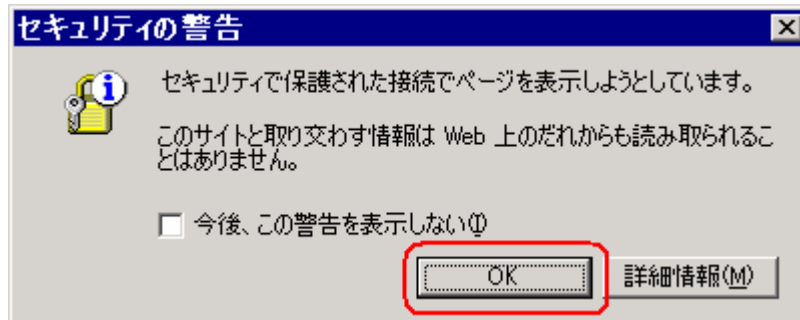 セキュリティの警告
セキュリティで保護された接続でページを表示しようとしています。
このサイトと取り交わす情報は Web 上のだれからも読み取られるこ
とはありません。
今後、この警告を表示しない(I)
OK 詳細情報(M)